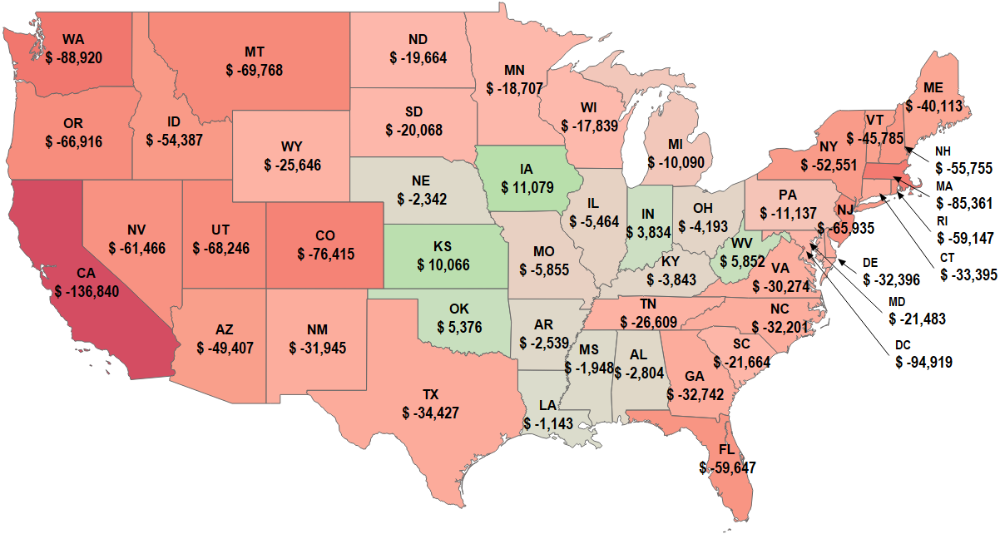 WA
$ -88,920
MT
$ -69,768
ND
$ -19,664
MN
$ -18,707
OR
$ -66,916
ID
$ -54,387
WY
$ -25,646
SD
$ -20,068
WI
$ -17,839
MI
$ -10,090
ME
$ -40,113
VT
$ -45,785
NY
$ -52,551
NH
$ -55,755
MA
$ -85,361
RI
$ -59,147
CT
$ -33,395
NE
$ -2,342
IA
$ 11,079
IL
$ -5,464
IN
$ 3,834
OH
$ -4,193
PA
$ -11,137
NJ
$ -65,935
NV
$ -61,466
UT
$ -68,246
CO
$ -76,415
KS
$ 10,066
MO
$ -5,855
KY
$ -3,843
WV
$ 5,852
VA
$ -30,274
DE
$ -32,396
MD
$ -21,483
DC
$ -94,919
CA
$ -136,840
AZ
$ -49,407
NM
$ -31,945
OK
$ 5,376
AR
$ -2,539
TN
$ -26,609
NC
$ -32,201
SC
$ -21,664
MS
$ -1,948
AL
$ -2,804
GA
$ -32,742
TX
$ -34,427
LA
$ -1,143
FL
$ -59,647